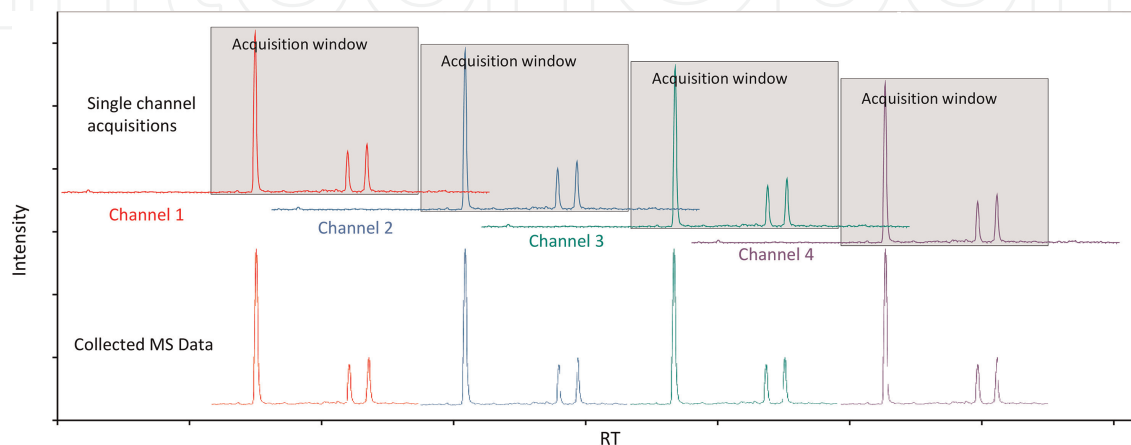 Acquisition window
Acquisition window
Acquisition window
Acquisition window
Single channel
acquisitions
Channel 1
Channel 2
Channel 3
Channel 4
Intensity
Collected MS Data
RT